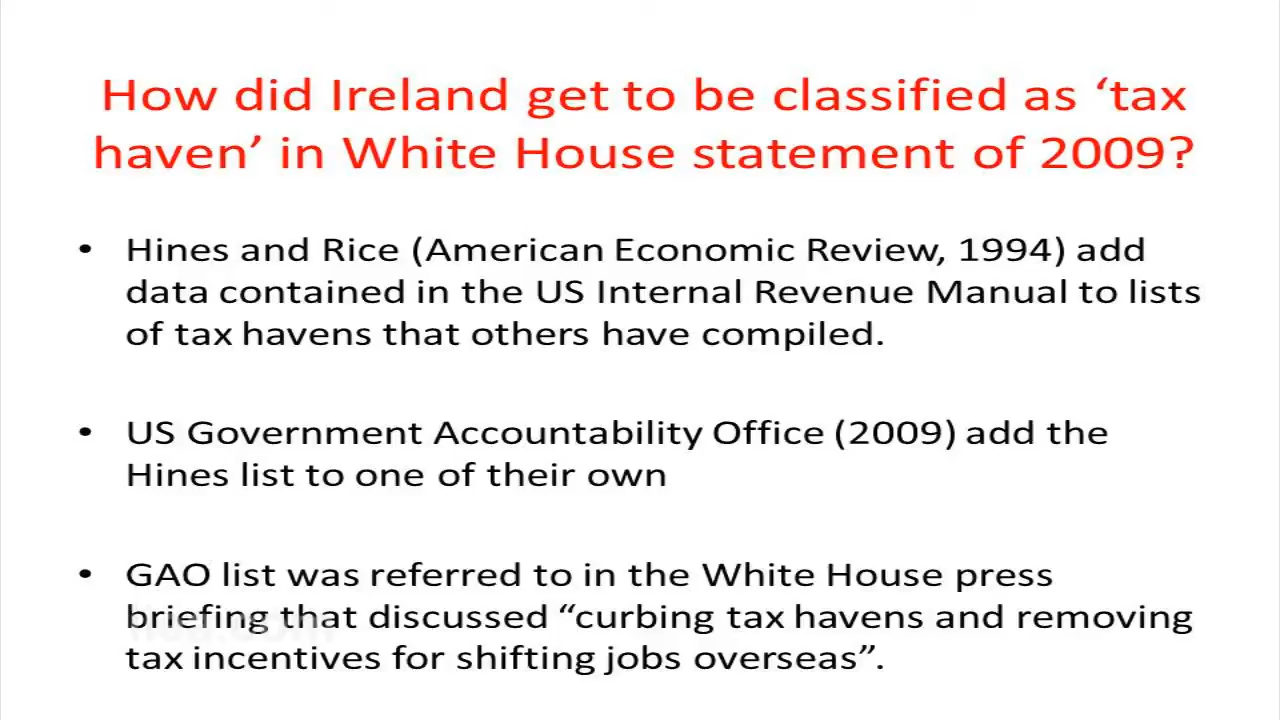 How did Ireland get to be classified as ‘tax
haven’ in White House statement of 2009?
• Hines and Rice (American Economic Review, 1994) add
data contained in the US Internal Revenue Manual to lists
of tax havens that others have compiled.
• US Government Accountability Office (2009) add the
Hines list to one of their own
• GAO list was referred to in the White House press
briefing that discussed “curbing tax havens and removing
tax incentives for shifting jobs overseas”.